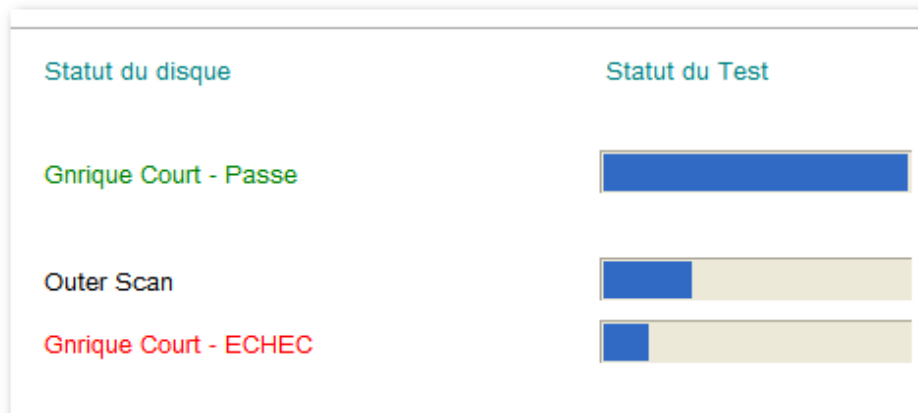 Statut du disque
Statut du Test
Gnrique Court - Passe
Outer Scan
Gnrique Court - ECHEC